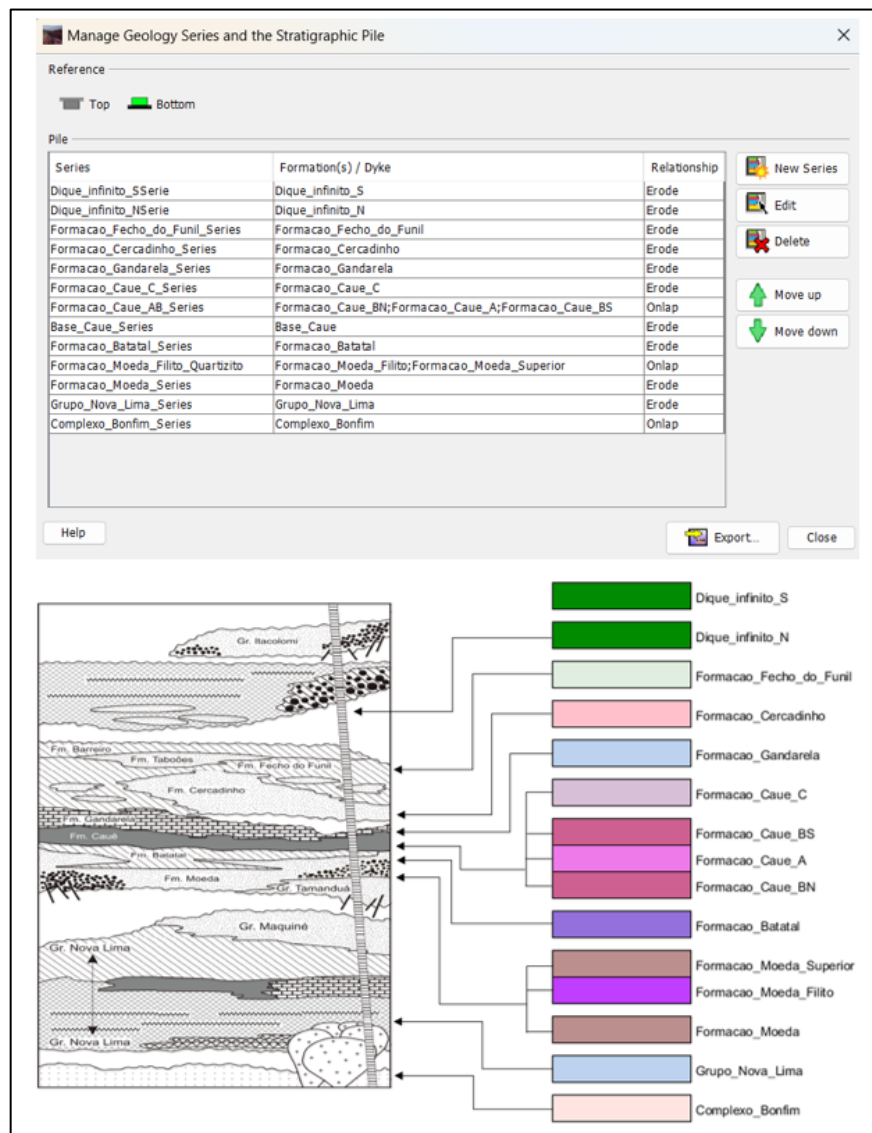 Manage Geology Series and the Stratigraphic Pile
Reference
Top Bottom
Pile
Series Formation(s) / Dyke Relationship
Dique_infinito_SSerie Dique_infinito_S Erode
Dique_infinito_NSerie Dique_infinito_N Erode
Formacao_Fecho_do_Funil_Series Formacao_Fecho_do_Funil Erode
Formacao_Cercadinho_Series Formacao_Cercadinho Erode
Formacao_Gandarela_Series Formacao_Gandarela Erode
Formacao_Caue_C_Series Formacao_Caue_C Erode
Formacao_Caue_AB_Series Formacao_Caue_BN;Formacao_Caue_A;Formacao_Caue_BS Onlap
Base_Caue_Series Base_Caue Erode
Formacao_Batatal_Series Formacao_Batatal Erode
Formacao_Moeda_Filito_Quartizito Formacao_Moeda_Filito;Formacao_Moeda_Superior Onlap
Formacao_Moeda_Series Formacao_Moeda Erode
Grupo_Nova_Lima_Series Grupo_Nova_Lima Erode
Complexo_Bonfim_Series Complexo_Bonfim Onlap
New Series
Edit
Delete
Move up
Move down
Help Export... Close
Gr. Itacolomi
Fm. Barreiro
Fm. Taboões
Fm. Fecho do Funil
Fm. Cercadinho
Fm. Gandarela
Fm. Cauê
Fm. Batatal
Fm. Moeda
Gr. Tamanduá
Gr. Maquiné
Gr. Nova Lima
Gr. Nova Lima
Dique_infinito_S
Dique_infinito_N
Formacao_Fecho_do_Funil
Formacao_Cercadinho
Formacao_Gandarela
Formacao_Caue_C
Formacao_Caue_BS
Formacao_Caue_A
Formacao_Caue_BN
Formacao_Batatal
Formacao_Moeda_Superior
Formacao_Moeda_Filito
Formacao_Moeda
Grupo_Nova_Lima
Complexo_Bonfim